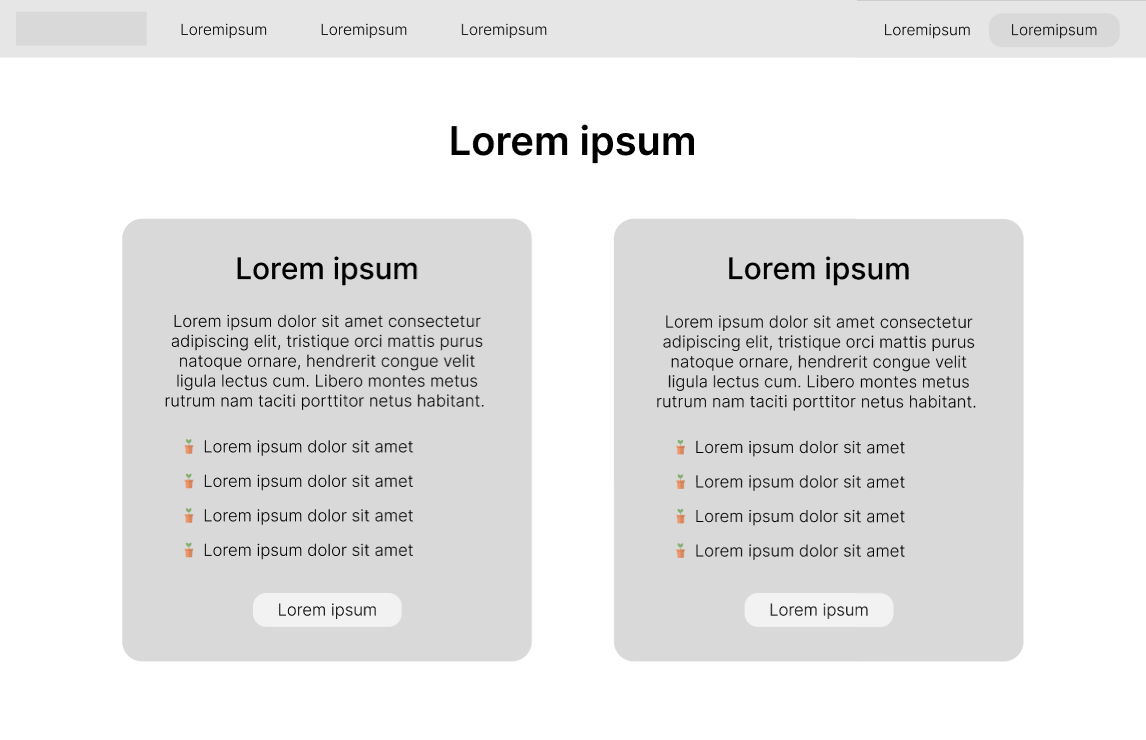 Loremipsum Loremipsum Loremipsum Loremipsum Loremipsum
Lorem ipsum
Lorem ipsum
Lorem ipsum dolor sit amet consectetur
adipiscing elit, tristique orci mattis purus
natoque ornare, hendrerit congue velit
ligula lectus cum. Libero montes metus
rutrum nam taciti porttitor netus habitant.
Lorem ipsum dolor sit amet
Lorem ipsum dolor sit amet
Lorem ipsum dolor sit amet
Lorem ipsum dolor sit amet
Lorem ipsum
Lorem ipsum
Lorem ipsum dolor sit amet consectetur
adipiscing elit, tristique orci mattis purus
natoque ornare, hendrerit congue velit
ligula lectus cum. Libero montes metus
rutrum nam taciti porttitor netus habitant.
Lorem ipsum dolor sit amet
Lorem ipsum dolor sit amet
Lorem ipsum dolor sit amet
Lorem ipsum dolor sit amet
Lorem ipsum